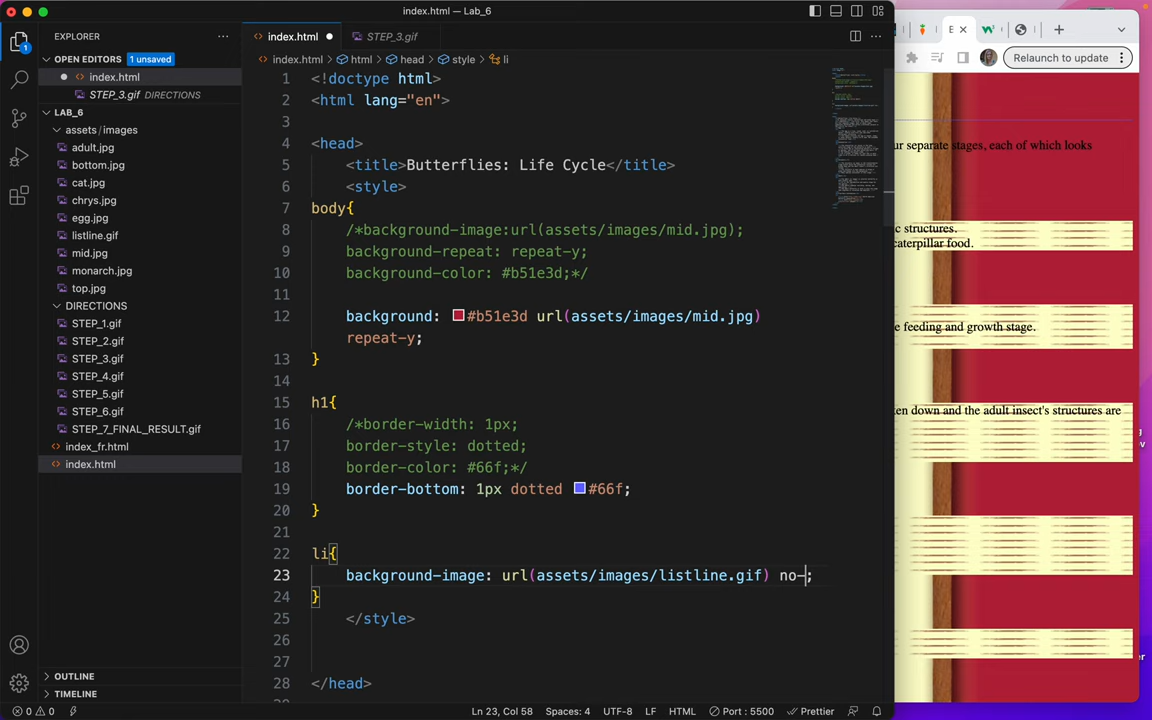 index.html — Lab_6
EXPLORER
OPEN EDITORS 1 unsaved
index.html
STEP_3.gif DIRECTIONS
LAB_6
assets/images
adult.jpg
bottom.jpg
cat.jpg
chrys.jpg
egg.jpg
listline.gif
mid.jpg
monarch.jpg
top.jpg
DIRECTIONS
STEP_1.gif
STEP_2.gif
STEP_3.gif
STEP_4.gif
STEP_5.gif
STEP_6.gif
STEP_7_FINAL_RESULT.gif
index_fr.html
index.html
OUTLINE
TIMELINE
1
index.html
STEP_3.gif
index.html > html > head > style > li
1 <!doctype html>
2 <html lang="en">
3
4 <head>
5 <title>Butterflies: Life Cycle</title>
6 <style>
7 body{
8 /*background-image:url(assets/images/mid.jpg);
9 background-repeat: repeat-y;
10 background-color: #b51e3d;*/
11
12 background: #b51e3d url(assets/images/mid.jpg)
repeat-y;
13 }
14
15 h1{
16 /*border-width: 1px;
17 border-style: dotted;
18 border-color: #66f;*/
19 border-bottom: 1px dotted #66f;
20 }
21
22 li{
23 background-image: url(assets/images/listline.gif) no-;
24 }
25 </style>
26
27
28 </head>
0 0
Ln 23, Col 58 Spaces: 4 UTF-8 LF HTML Port : 5500 Prettier
E
Relaunch to update
ur separate stages, each of which looks
c structures.
caterpillar food.
e feeding and growth stage.
en down and the adult insect's structures are